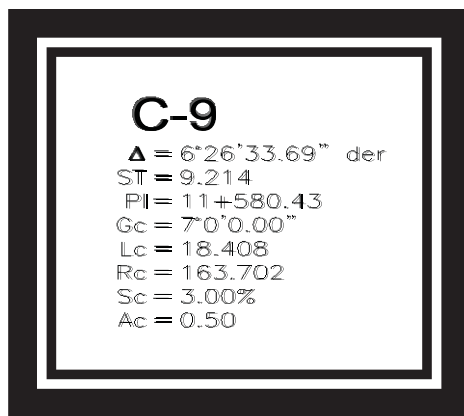 C-9
Δ = 6°26'33.69" der
ST = 9.214
PI = 11+580.43
Gc = 7°0'0.00"
Lc = 18.408
Rc = 163.702
Sc = 3.00%
Ac = 0.50